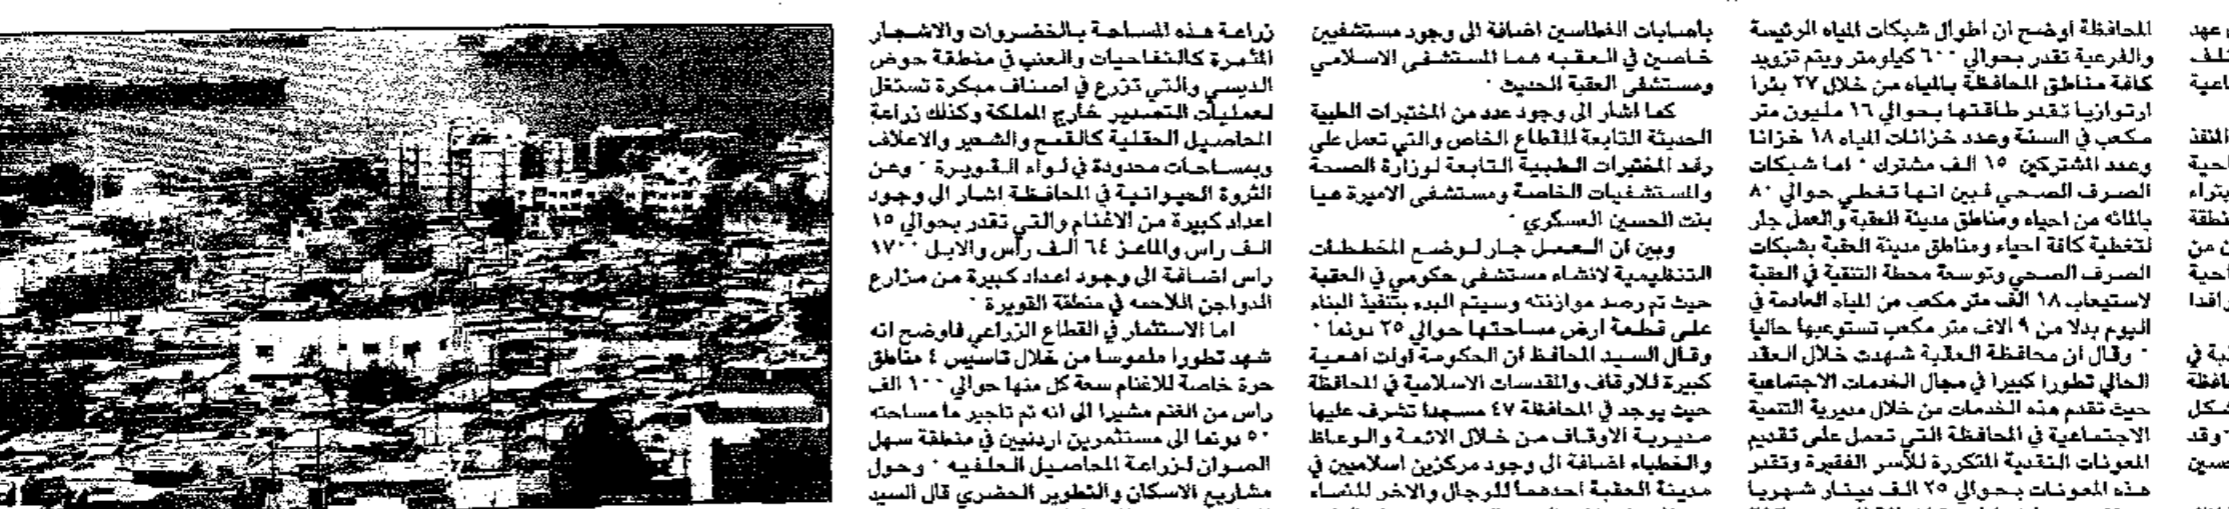 المحافظة اوضح ان اطوال شبكات المياه الرئيسة
والفرعية تقدر بحوالي ٦٠٠ كيلومتر ويتم تزويد
كافة مناطق المحافظة بالمياه من خلال ٢٧ بئرا
ارتوازيا تقدر طاقتها بحوالي ١٦ مليون متر
مكعب في السنة وعدد خزانات المياه ١٨ خزانا
وعدد المشتركين ١٥ الف مشترك ٠ اما شبكات
الصرف الصحي فبين انها تغطي حوالي ٨٠
بالمائه من احياء ومناطق مدينة العقبة والعمل جار
لتغطية كافة احياء ومناطق مدينة العقبة بشبكات
الصرف الصحي وتوسعة محطة التنقية في العقبة
لاستيعاب ١٨ الف متر مكعب من المياه العادمة في
اليوم بدلا من ٩ الاف متر مكعب تستوعبها حاليا
٠ وقال ان محافظة العقبة شهدت خلال العقد
الحالي تطورا كبيرا في مجال الخدمات الاجتماعية
حيث تقدم هذه الخدمات من خلال مديرية التنمية
الاجتماعية في المحافظة التي تعمل على تقديم
المعونات النقدية المتكررة للأسر الفقيرة وتقدر
هذه المعونات بحوالي ٢٥ الف دينار شهريا
باصابات الغطاسين اضافة الى وجود مستشفيين
خاصين في العقبه هما المستشفى الاسلامي
ومستشفى العقبة الحديث ٠
كما اشار الى وجود عدد من المختبرات الطبية
الحديثة التابعة للقطاع الخاص والتي تعمل على
رفد المختبرات الطبية التابعة لوزارة الصحة
والمستشفيات الخاصة ومستشفى الاميرة هيا
بنت الحسين العسكري ٠
وبين أن العمل جار لوضع المخططات
التنظيمية لانشاء مستشفى حكومي في العقبة
حيث تم رصد موازنته وسيتم البدء بتنفيذ البناء
على قطعة ارض مساحتها حوالي ٢٥ دونما ٠
وقال السيد المحافظ أن الحكومة اولت اهمية
كبيرة للاوقاف والمقدسات الاسلامية في المحافظة
حيث يوجد في المحافظة ٤٧ مسجدا تشرف عليها
مديرية الاوقاف من خلال الائمة والوعاظ
والخطباء اضافة الى وجود مركزين اسلاميين في
مدينة العقبة احدهما للرجال والاخر للنساء
زراعة هذه المساحة بالخضروات والاشجار
المثمرة كالتفاحيات والعنب في منطقة حوض
الديسي والتي تزرع في اصناف مبكرة تستغل
لعمليات التصدير خارج المملكة وكذلك زراعة
المحاصيل الحقلية كالقمح والشعير والاعلاف
وبمساحات محدودة في لواء القويرة ٠ وعن
الثروة الحيوانية في المحافظة اشار الى وجود
اعداد كبيرة من الاغنام والتي تقدر بحوالي ١٥
الف راس والماعز ٦٤ الف رأس والابل ١٧٠٠
راس اضافة الى وجود اعداد كبيرة من مزارع
الدواجن اللاحمه في منطقة القويرة ٠
اما الاستثمار في القطاع الزراعي فاوضح انه
شهد تطورا ملموسا من خلال تاسيس ٤ مناطق
حرة خاصة للاغنام سعة كل منها حوالي ١٠٠ الف
راس من الغنم مشيرا الى انه تم تاجير ما مساحته
٥٠ دونما الى مستثمرين اردنيين في منطقة سهل
الصوان لزراعة المحاصيل العلفيه ٠ وحول
مشاريع الاسكان والتطوير الحضري قال السيد